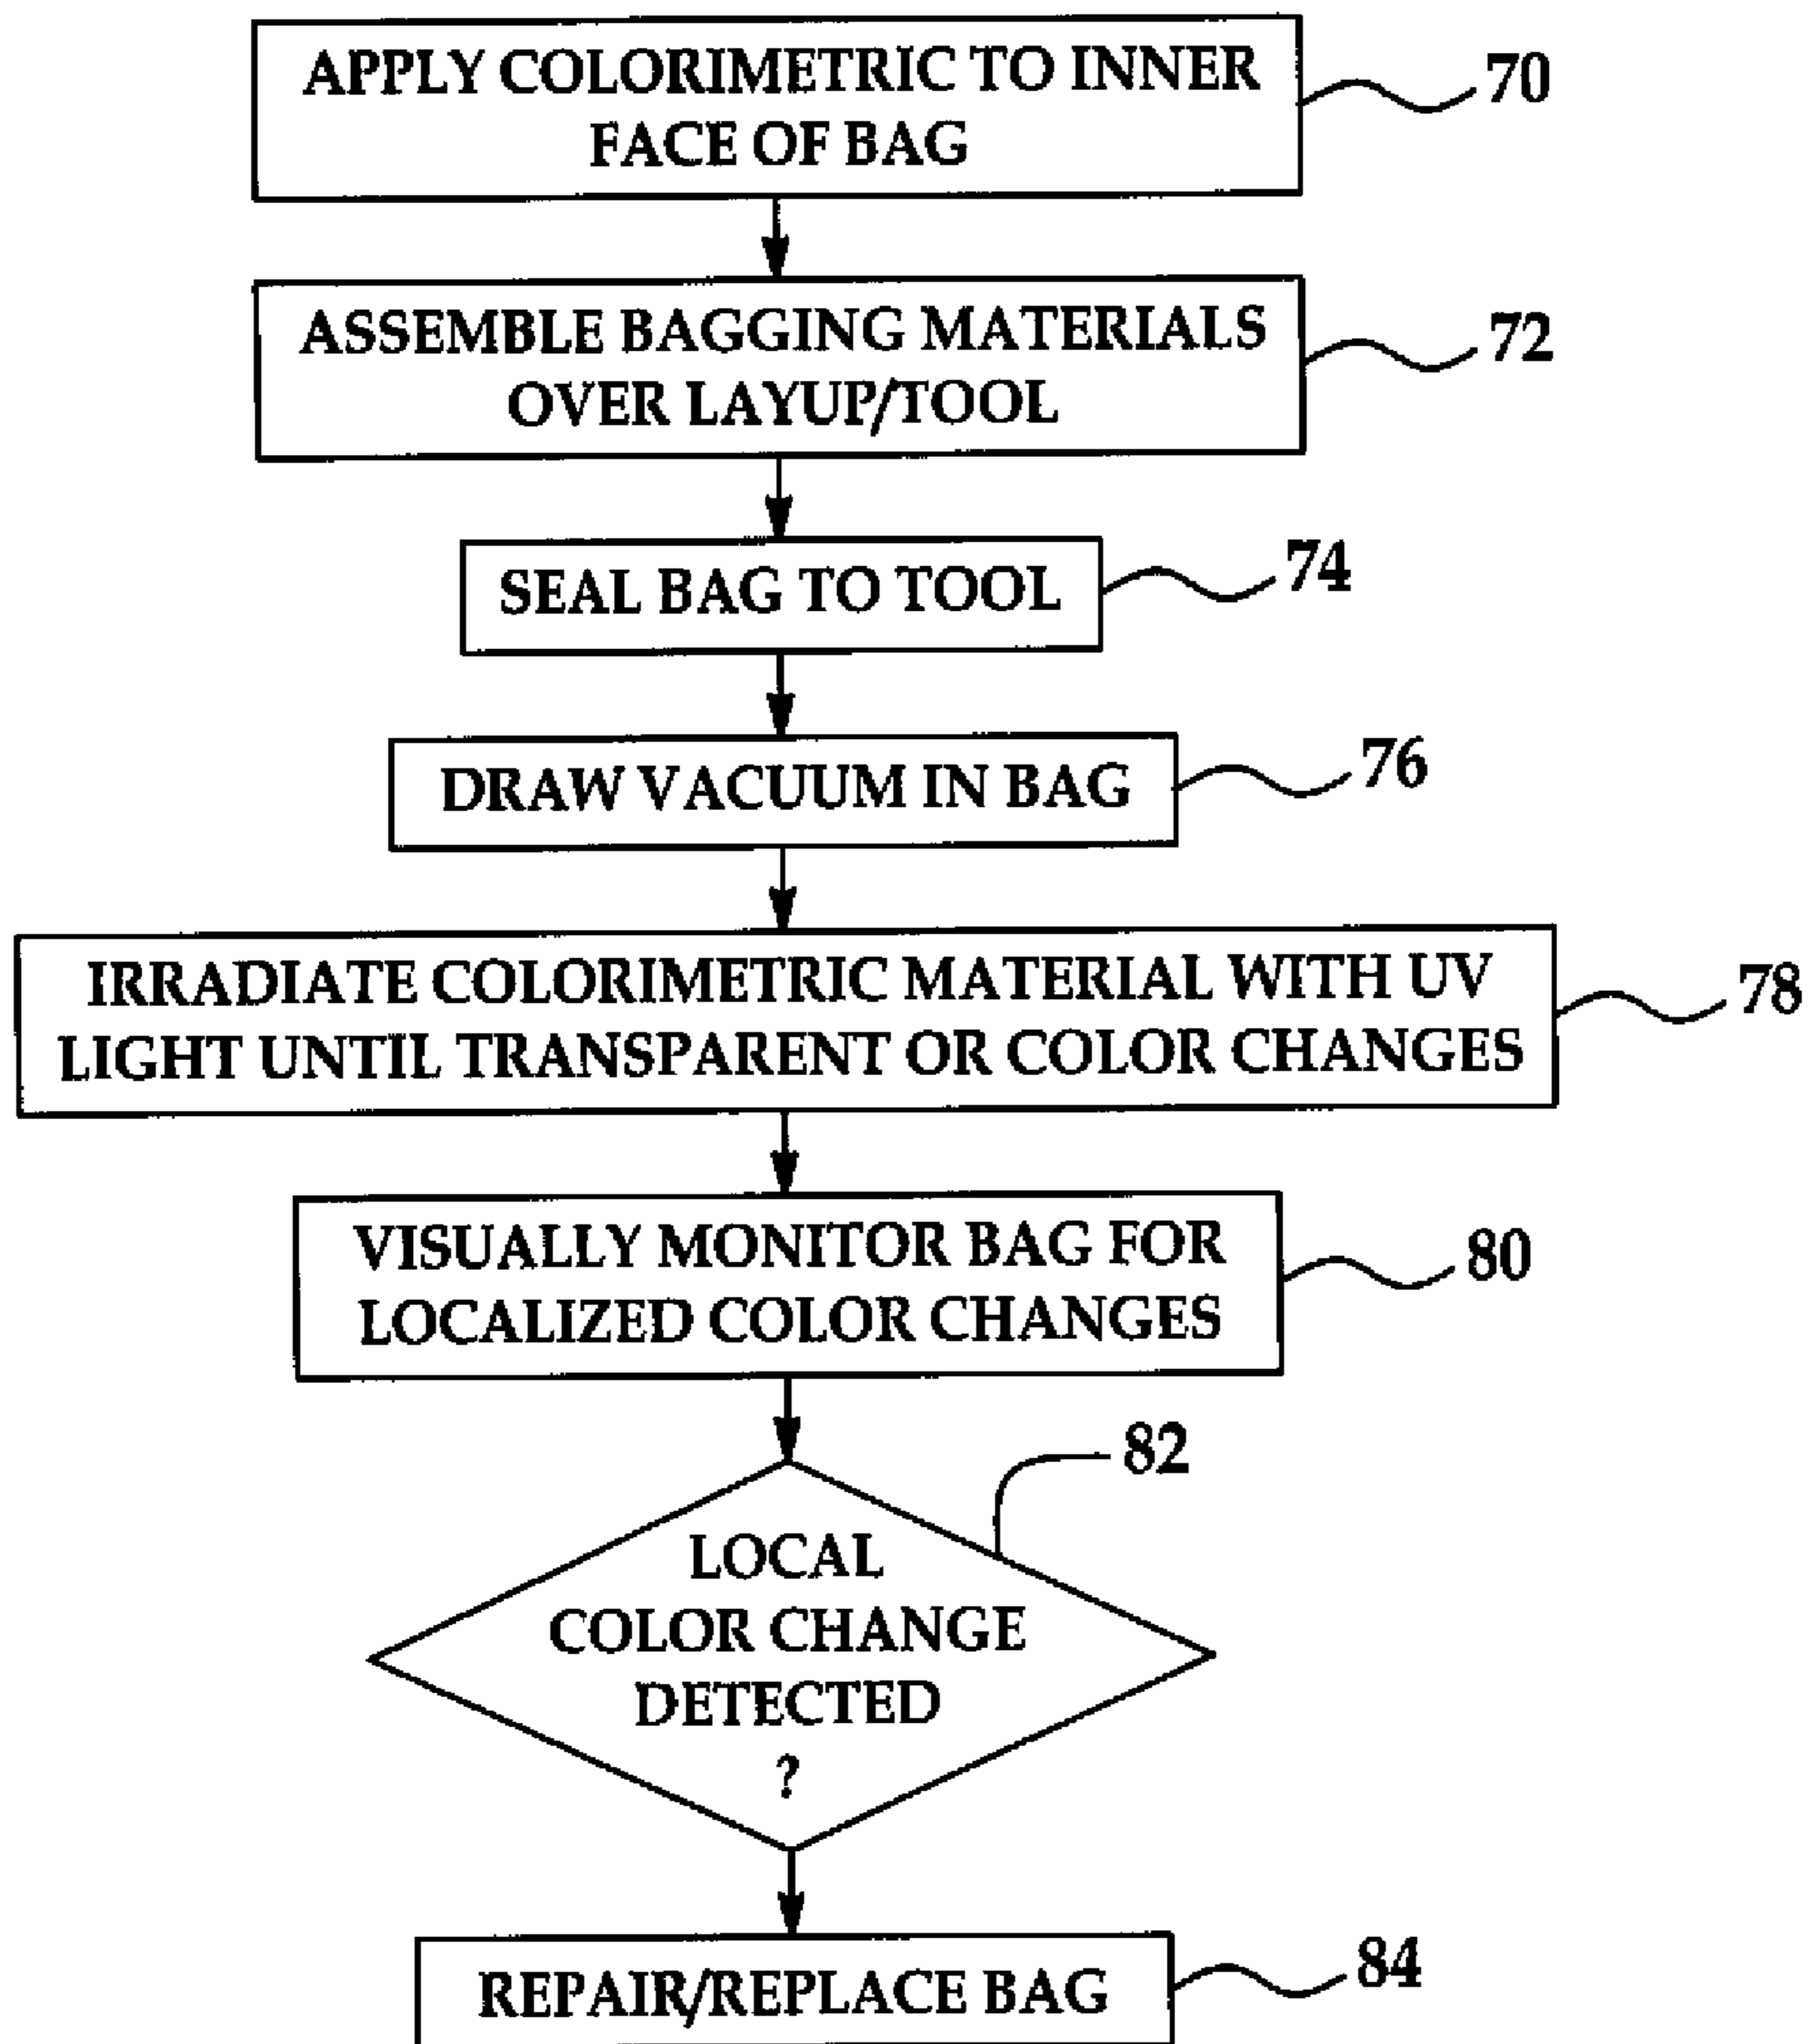 APPLY COLORIMETRIC TO INNER
FACE OF BAG
70
ASSEMBLE BAGGING MATERIALS
OVER LAYUP/TOOL
72
SEAL BAG TO TOOL
74
DRAW VACUUM IN BAG
76
IRRADIATE COLORIMETRIC MATERIAL WITH UV
LIGHT UNTIL TRANSPARENT OR COLOR CHANGES
78
VISUALLY MONITOR BAG FOR
LOCALIZED COLOR CHANGES
80
82
LOCAL
COLOR CHANGE
DETECTED
?
REPAIR/REPLACE BAG
84